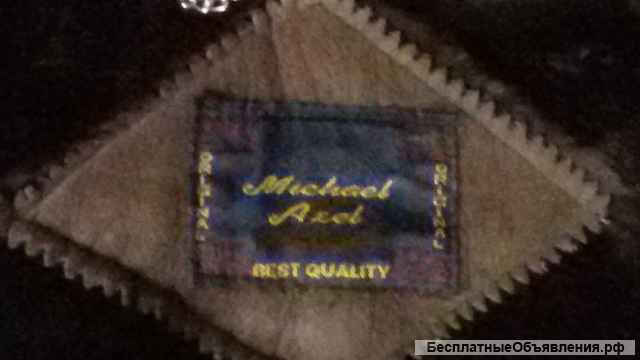 Michael
Axel
ORIGINAL
ORIGINAL
BEST QUALITY
БесплатныеОбъявления.рф